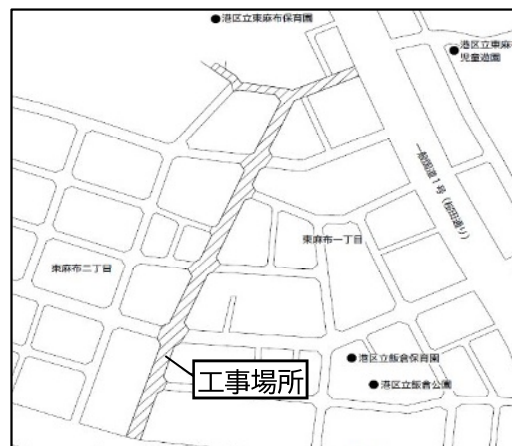 港区立東麻布保育園
港区立東麻布
児童遊園
一般国道1号（桜田通り）
東麻布一丁目
東麻布二丁目
港区立飯倉保育園
港区立飯倉公園
工事場所